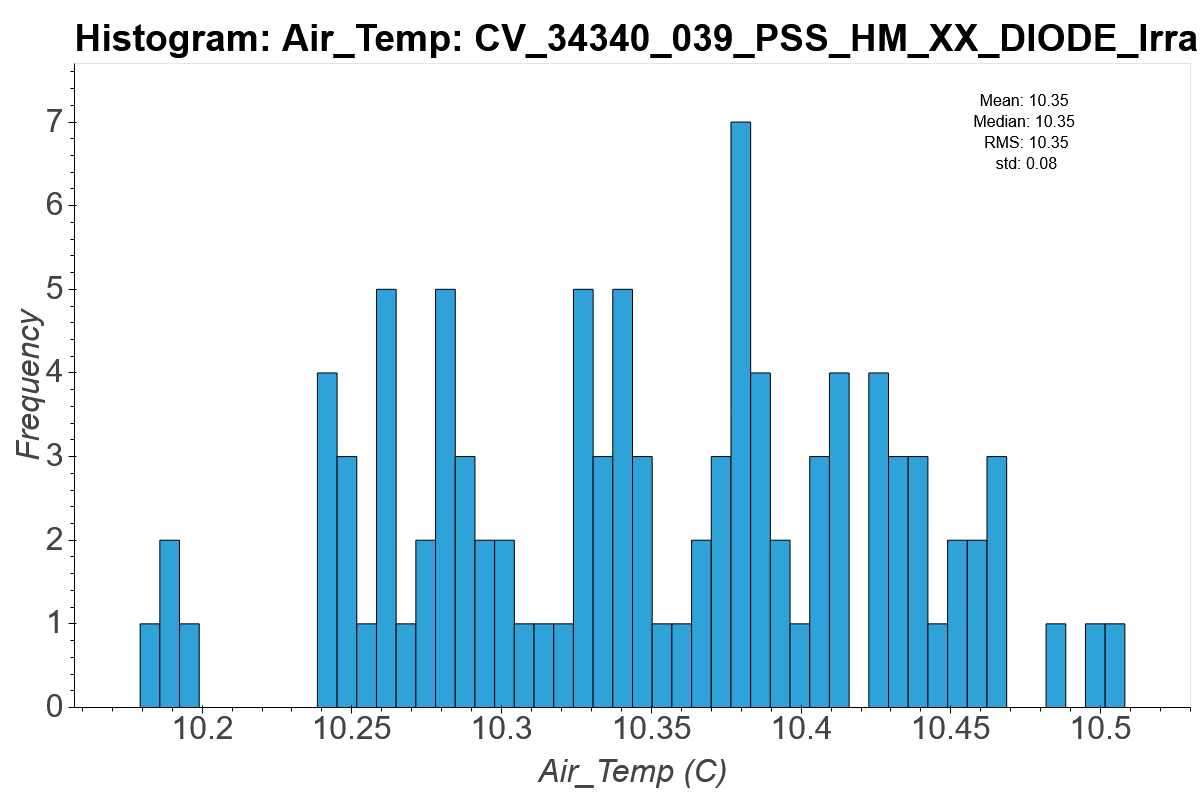 Histogram: Air_Temp: CV_34340_039_PSS_HM_XX_DIODE_Irra
Mean: 10.35
Median: 10.35
RMS: 10.35
std: 0.08
Frequency
7
6
5
4
3
2
1
0
10.2 10.25 10.3 10.35 10.4 10.45 10.5
Air_Temp (C)